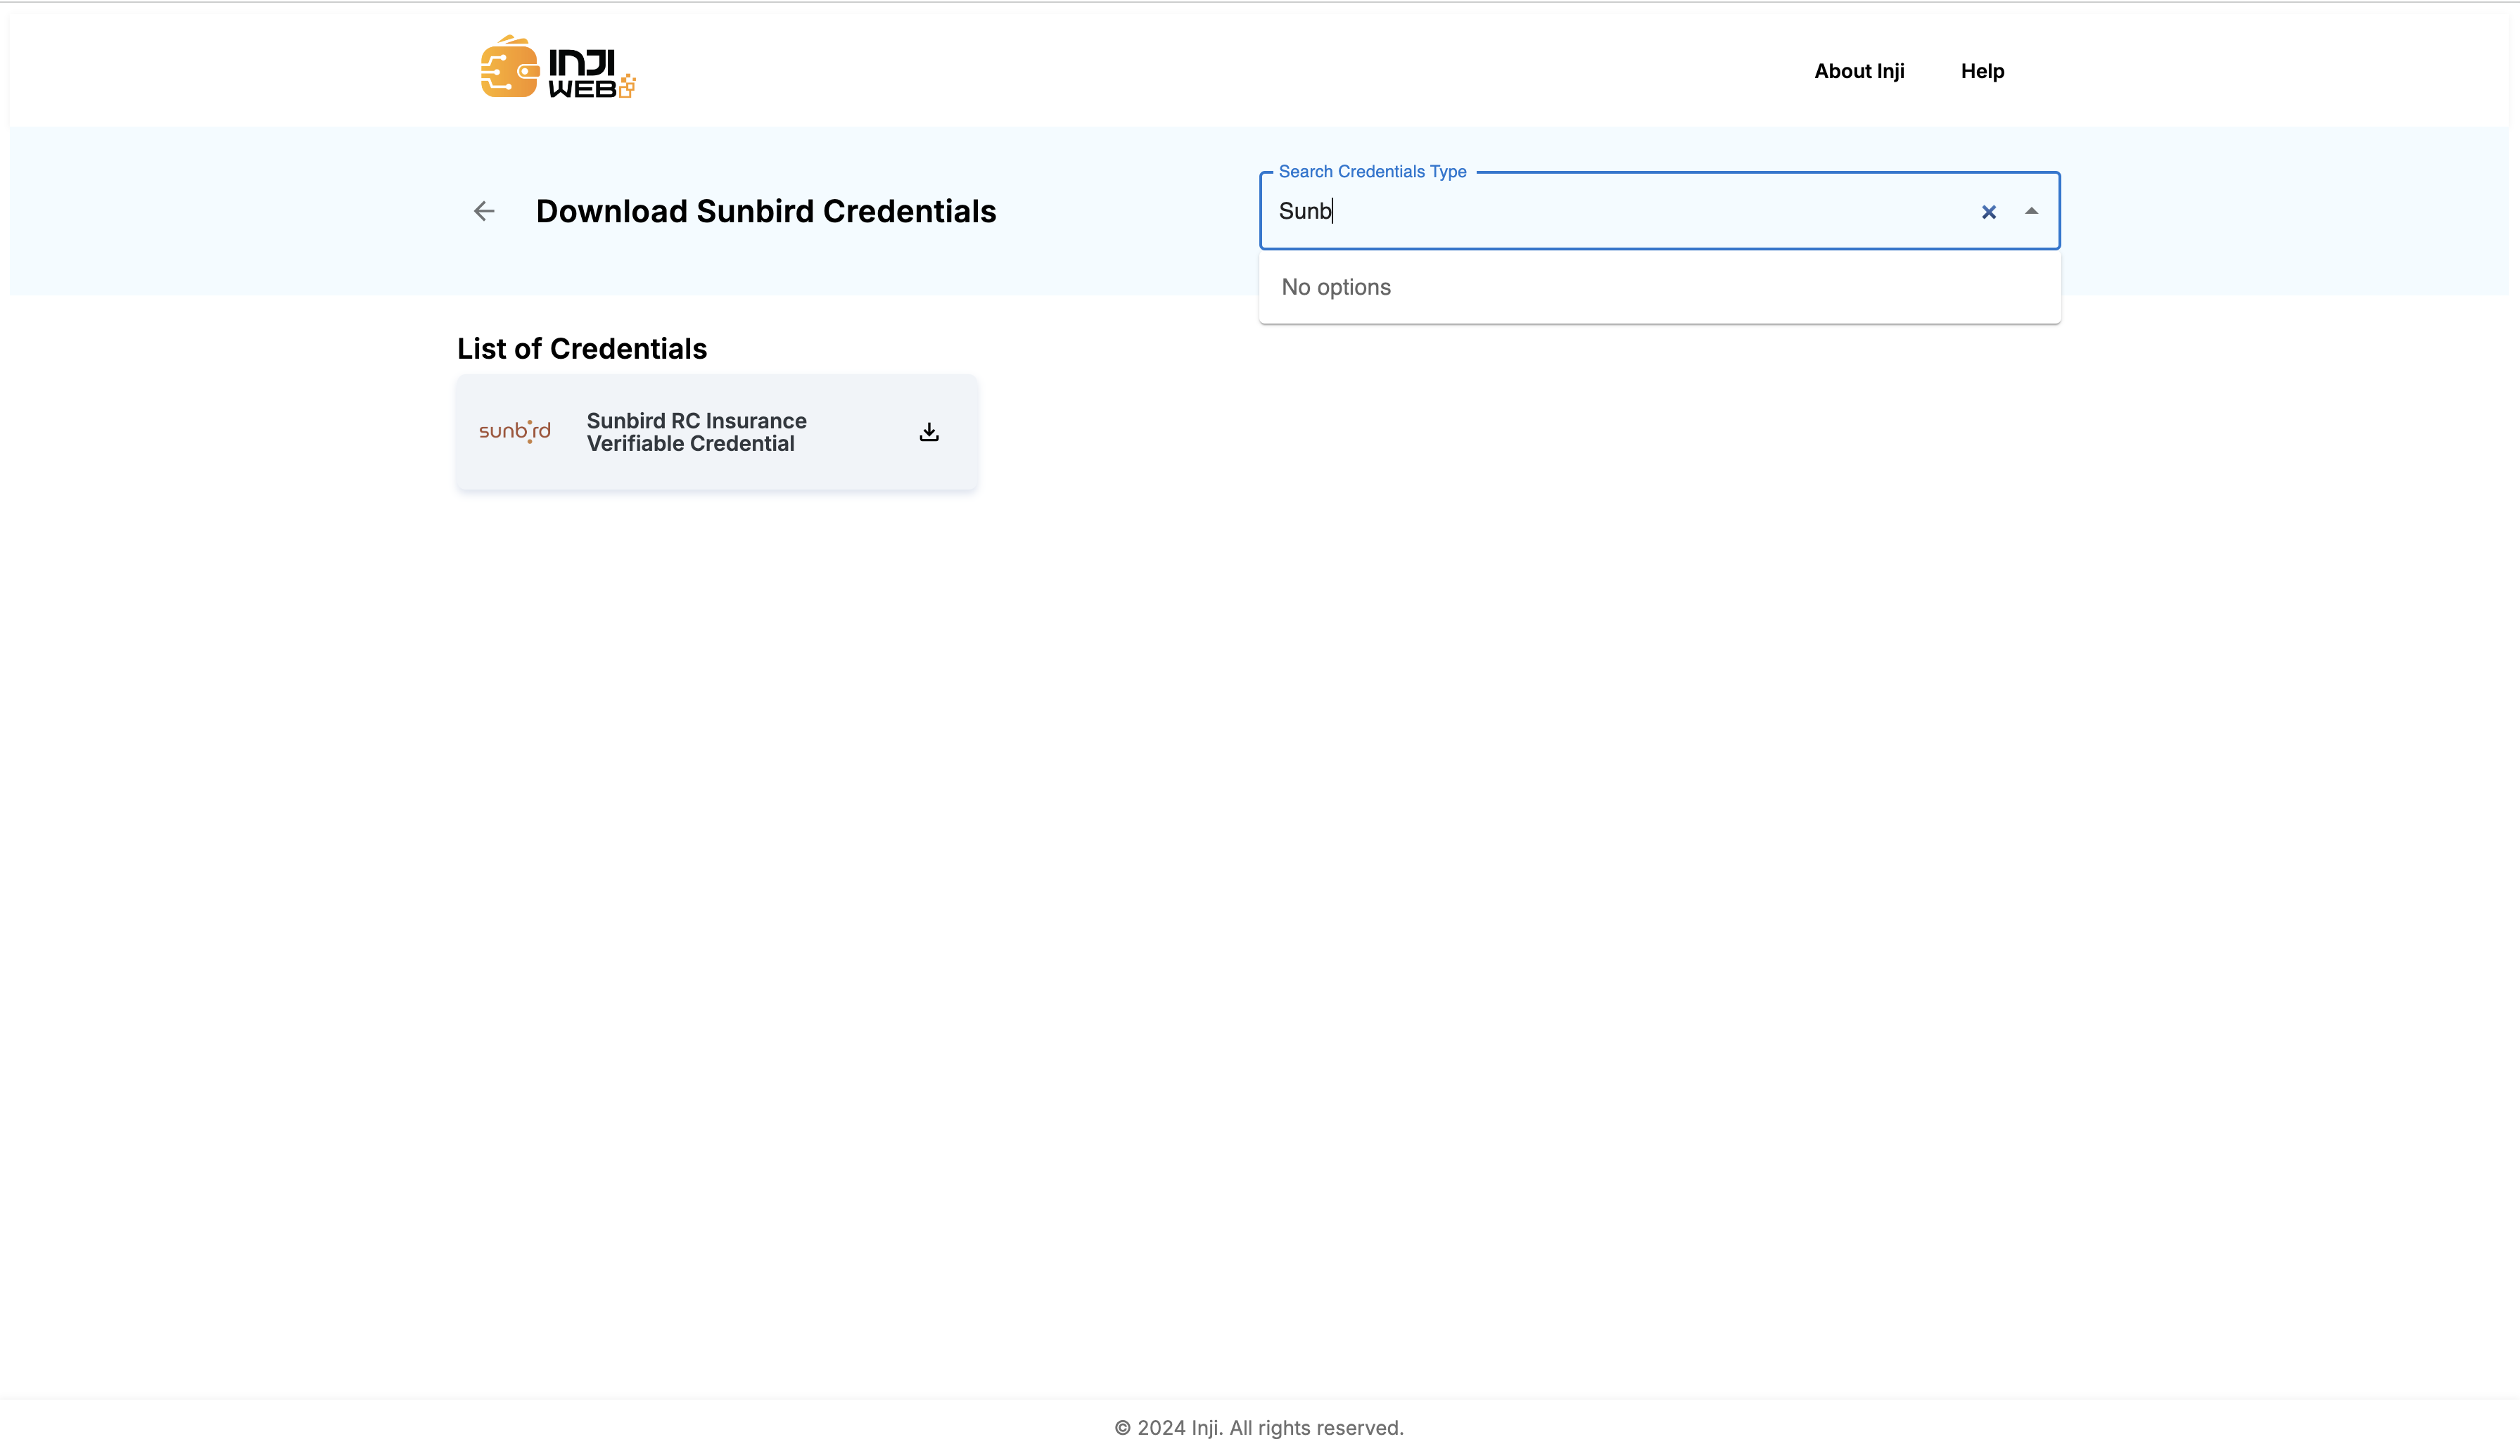 INJI
WEB
About Inji
Help
Search Credentials Type
Download Sunbird Credentials
Sunb
No options
List of Credentials
sunbird
Sunbird RC Insurance
Verifiable Credential
© 2024 Inji. All rights reserved.